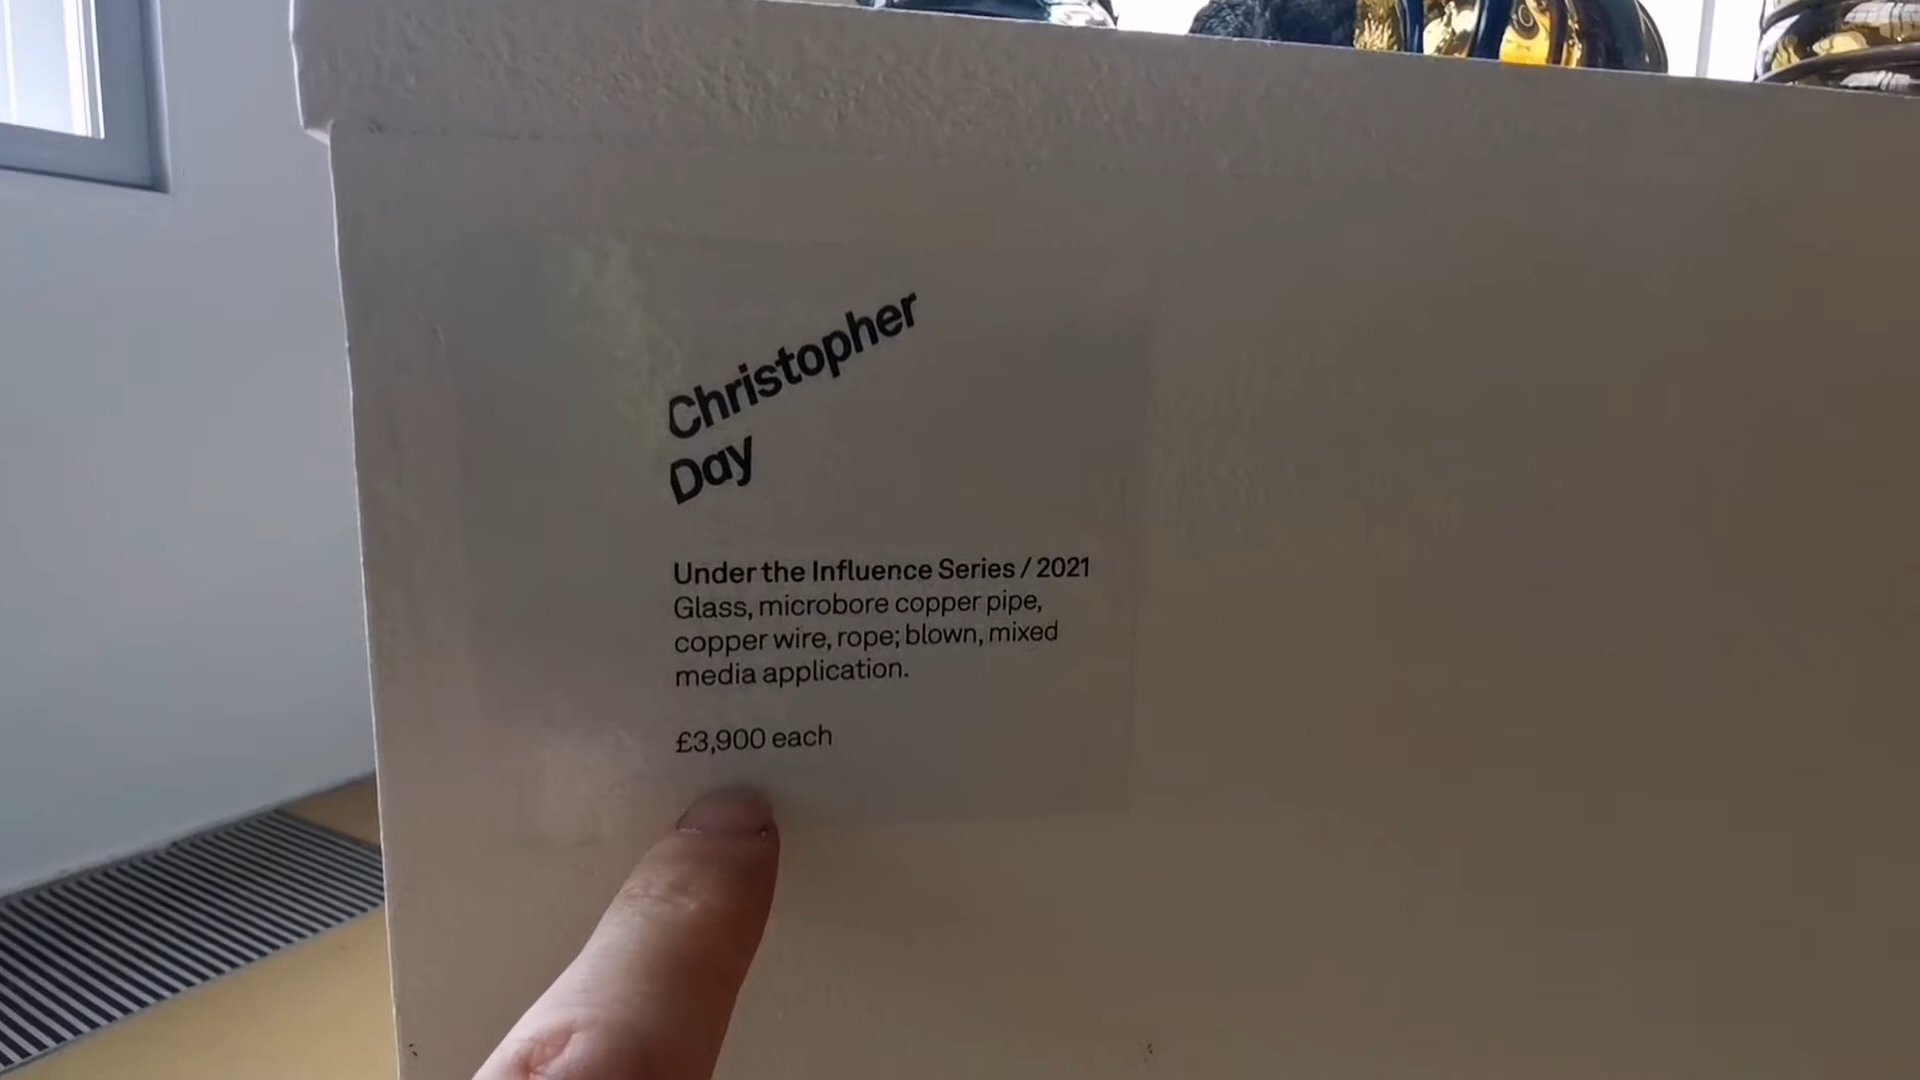 Christopher
Day
Under the Influence Series / 2021
Glass, microbore copper pipe,
copper wire, rope; blown, mixed
media application.
£3,900 each